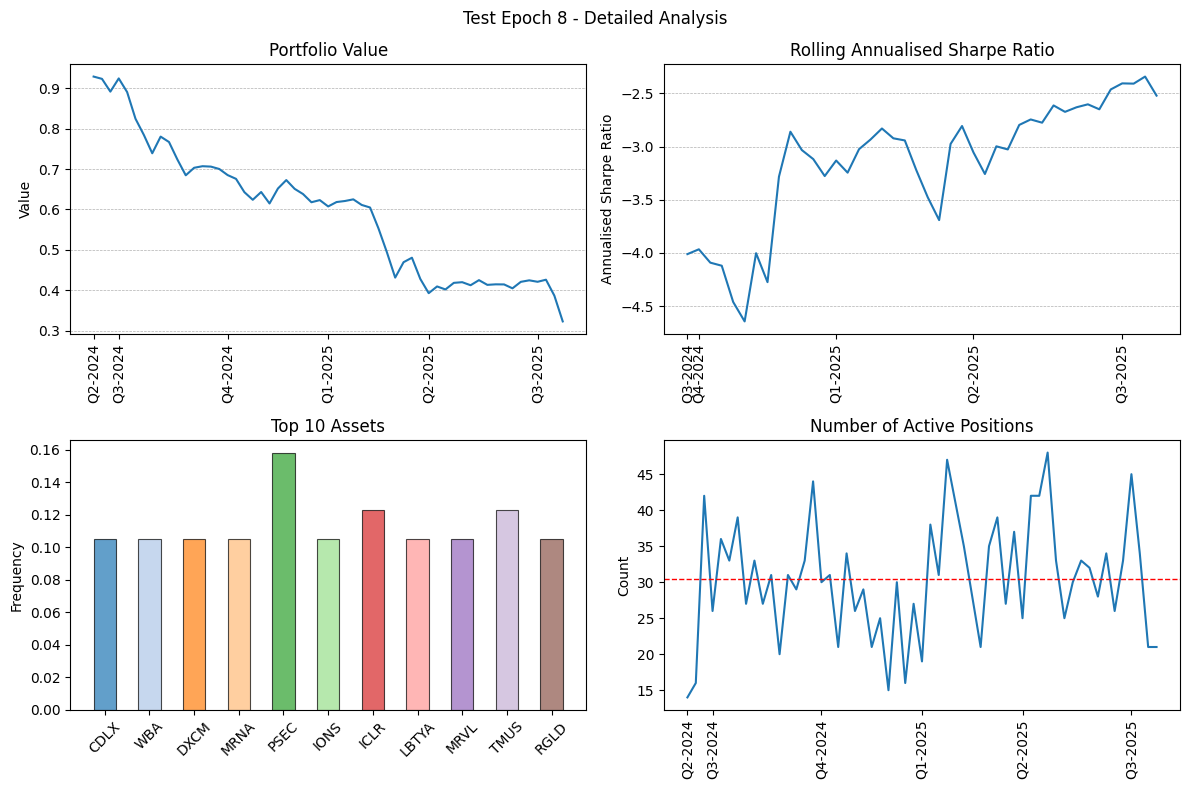 Test Epoch 8 - Detailed Analysis
Portfolio Value
Value
0.9
0.8
0.7
0.6
0.5
0.4
0.3
Q2-2024
Q3-2024
Q4-2024
Q1-2025
Q2-2025
Q3-2025
Rolling Annualised Sharpe Ratio
Annualised Sharpe Ratio
−2.5
−3.0
−3.5
−4.0
−4.5
Q3-2024
Q4-2024
Q1-2025
Q2-2025
Q3-2025
Top 10 Assets
Frequency
0.16
0.14
0.12
0.10
0.08
0.06
0.04
0.02
0.00
CDLX
WBA
DXCM
MRNA
PSEC
IONS
ICLR
LBTYA
MRVL
TMUS
RGLD
Number of Active Positions
Count
45
40
35
30
25
20
15
Q2-2024
Q3-2024
Q4-2024
Q1-2025
Q2-2025
Q3-2025